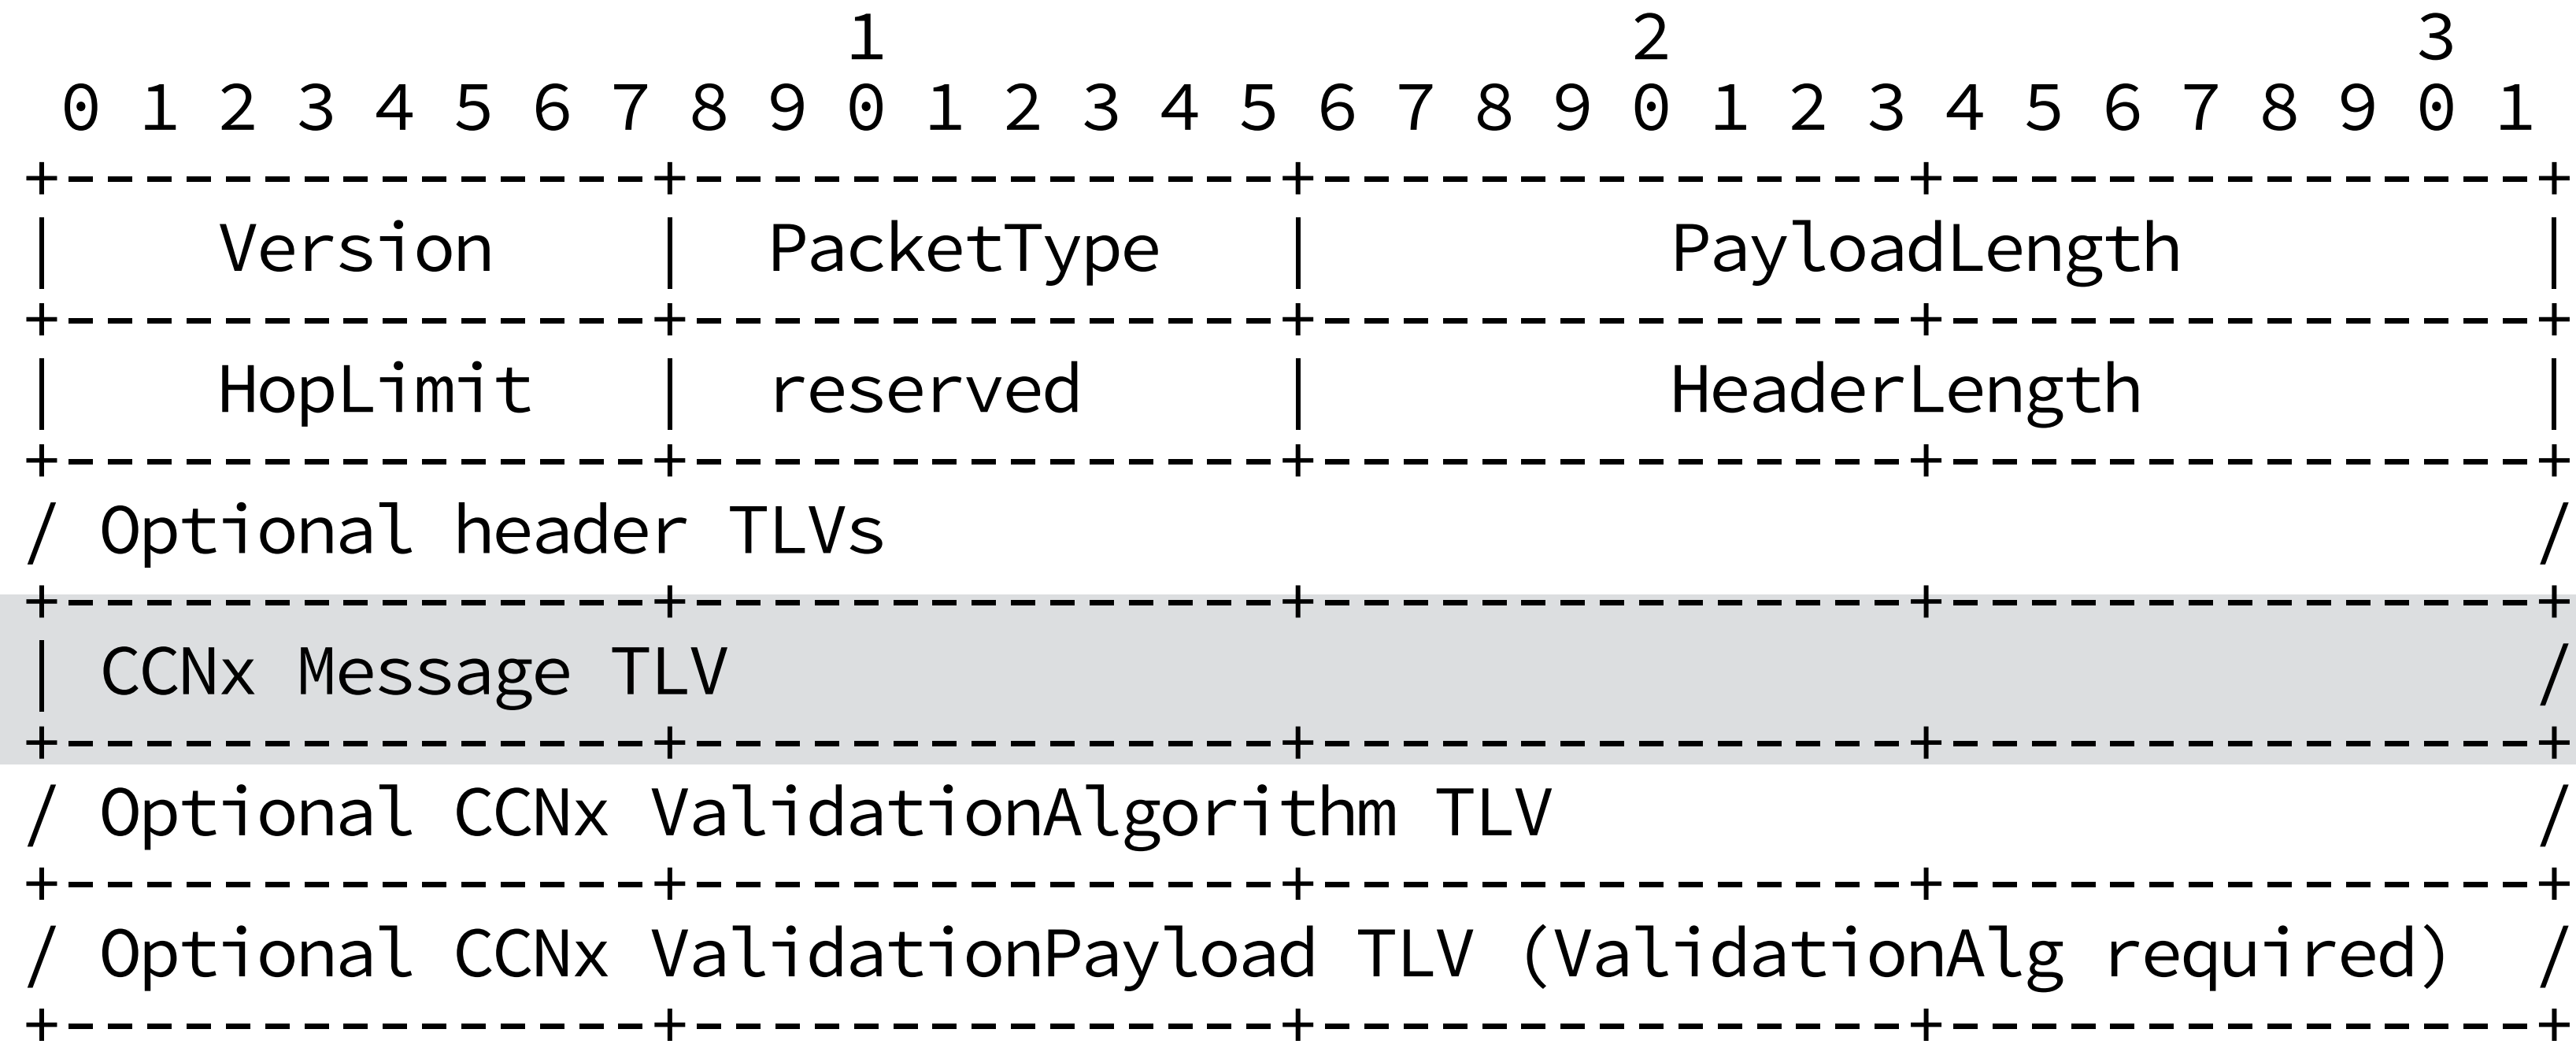 1                   2                   3
 0 1 2 3 4 5 6 7 8 9 0 1 2 3 4 5 6 7 8 9 0 1 2 3 4 5 6 7 8 9 0 1
+---------------+---------------+---------------+---------------+
|    Version    |  PacketType   |         PayloadLength         |
+---------------+---------------+---------------+---------------+
|    HopLimit   |  reserved     |         HeaderLength          |
+---------------+---------------+---------------+---------------+
/ Optional header TLVs                                          /
+---------------+---------------+---------------+---------------+
| CCNx Message TLV                                              /
+---------------+---------------+---------------+---------------+
/ Optional CCNx ValidationAlgorithm TLV                         /
+---------------+---------------+---------------+---------------+
/ Optional CCNx ValidationPayload TLV (ValidationAlg required)  /
+---------------+---------------+---------------+---------------+